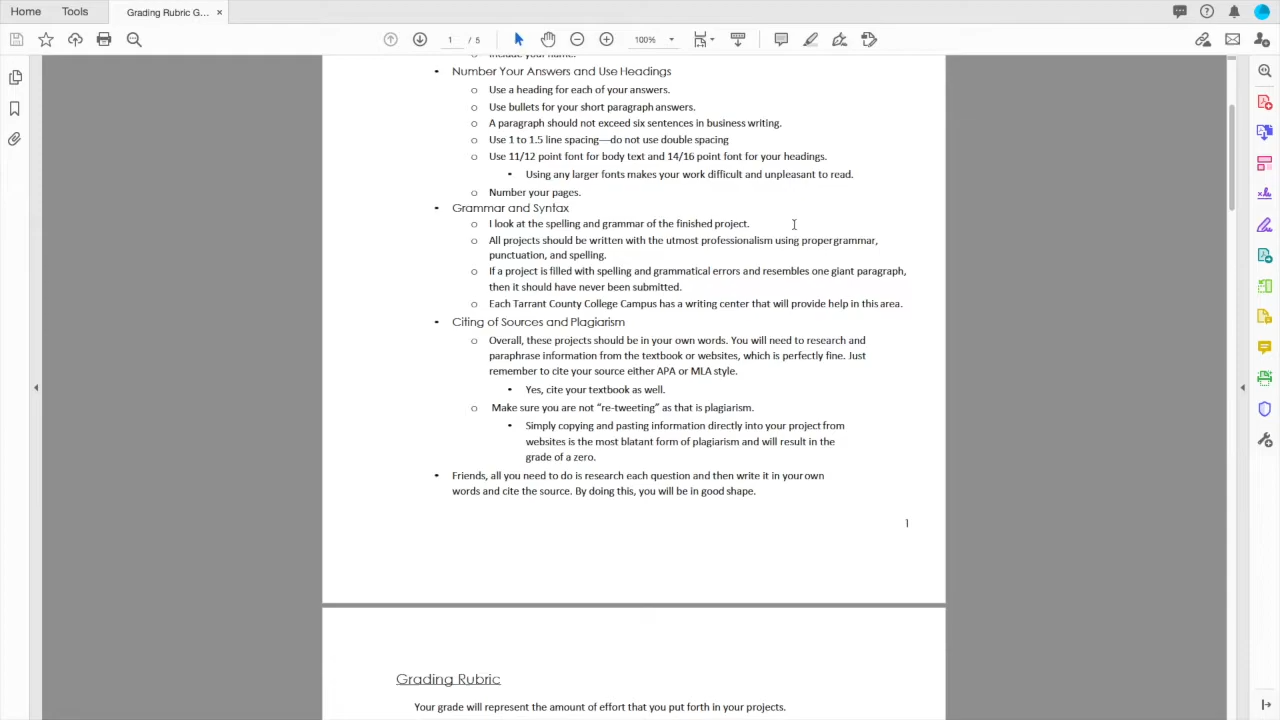 Home
Tools
Grading Rubric G...
×
1 / 5
100%
Include your name.
• Number Your Answers and Use Headings
o Use a heading for each of your answers.
o Use bullets for your short paragraph answers.
o A paragraph should not exceed six sentences in business writing.
o Use 1 to 1.5 line spacing—do not use double spacing
o Use 11/12 point font for body text and 14/16 point font for your headings.
• Using any larger fonts makes your work difficult and unpleasant to read.
o Number your pages.
• Grammar and Syntax
o I look at the spelling and grammar of the finished project.
o All projects should be written with the utmost professionalism using propergrammar,
punctuation, and spelling.
o If a project is filled with spelling and grammatical errors and resembles one giant paragraph,
then it should have never been submitted.
o Each Tarrant County College Campus has a writing center that will provide help in this area.
• Citing of Sources and Plagiarism
o Overall, these projects should be in your own words. You will need to research and
paraphrase information from the textbook or websites, which is perfectly fine. Just
remember to cite your source either APA or MLA style.
• Yes, cite your textbook as well.
o Make sure you are not “re-tweeting” as that is plagiarism.
• Simply copying and pasting information directly into your project from
websites is the most blatant form of plagiarism and will result in the
grade of a zero.
• Friends, all you need to do is research each question and then write it in your own
words and cite the source. By doing this, you will be in good shape.
1
Grading Rubric
Your grade will represent the amount of effort that you put forth in your projects.